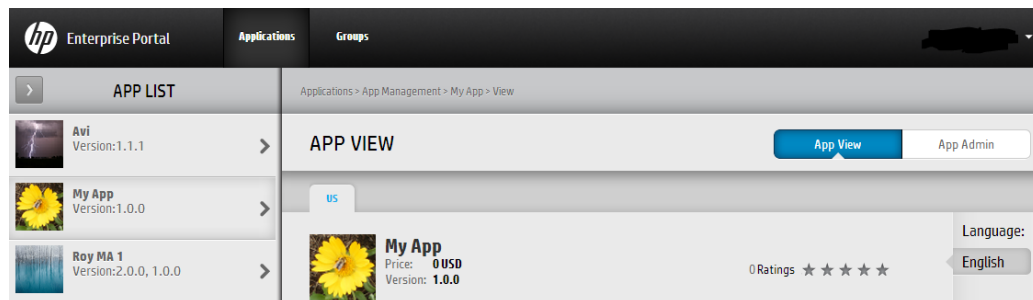 hp Enterprise Portal Applications Groups
APP LIST
Applications > App Management > My App > View
Avi
Version:1.1.1
APP VIEW
App View App Admin
My App
Version:1.0.0
US
Roy MA 1
Version:2.0.0, 1.0.0
My App
Price: 0 USD
Version: 1.0.0
0 Ratings
Language:
English